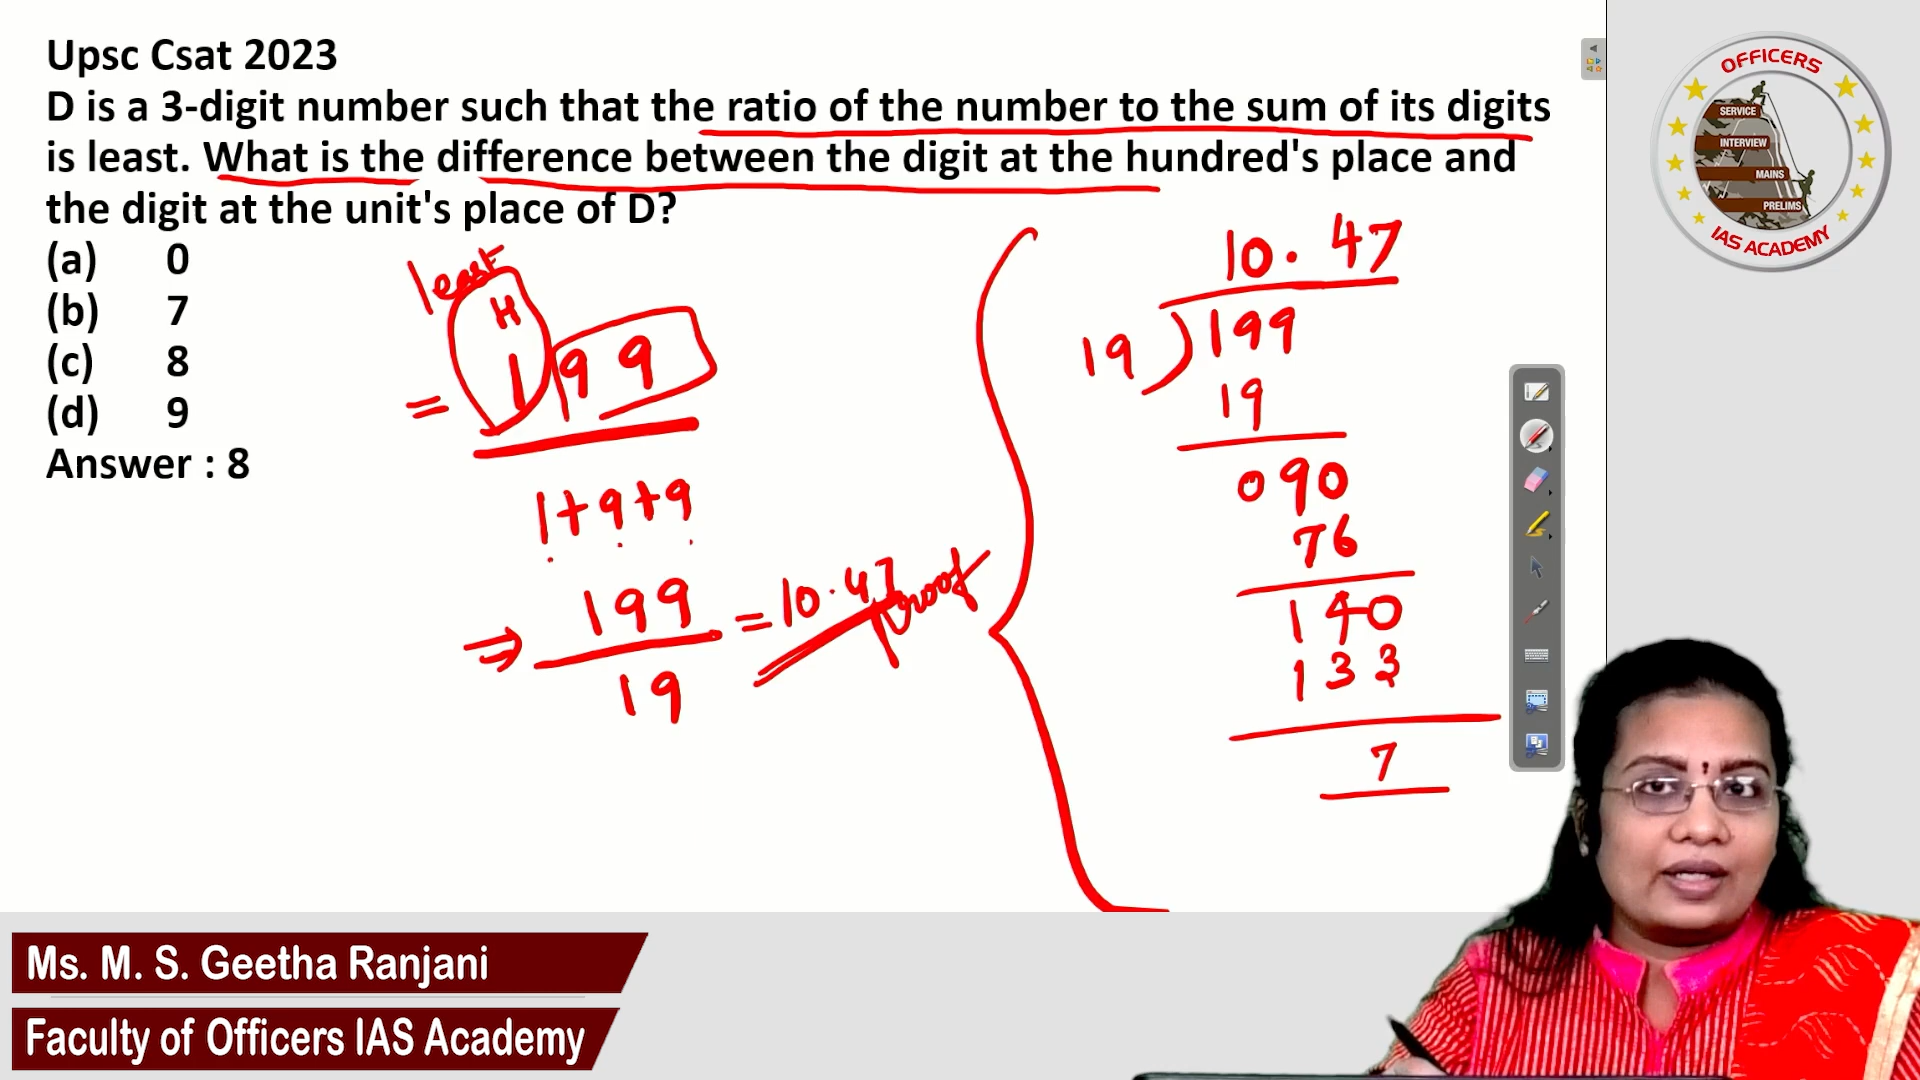 Upsc Csat 2023
D is a 3-digit number such that the ratio of the number to the sum of its digits
is least. What is the difference between the digit at the hundred's place and
the digit at the unit's place of D?
(a) 0
(b) 7
(c) 8
(d) 9
Answer : 8
least
H
= 199
1+9+9
⇒ 199 = 10.47 proof
19
10.47
19 ) 199
19
090
76
140
133
7
OFFICERS
SERVICE
INTERVIEW
MAINS
PRELIMS
IAS ACADEMY
Ms. M. S. Geetha Ranjani
Faculty of Officers IAS Academy